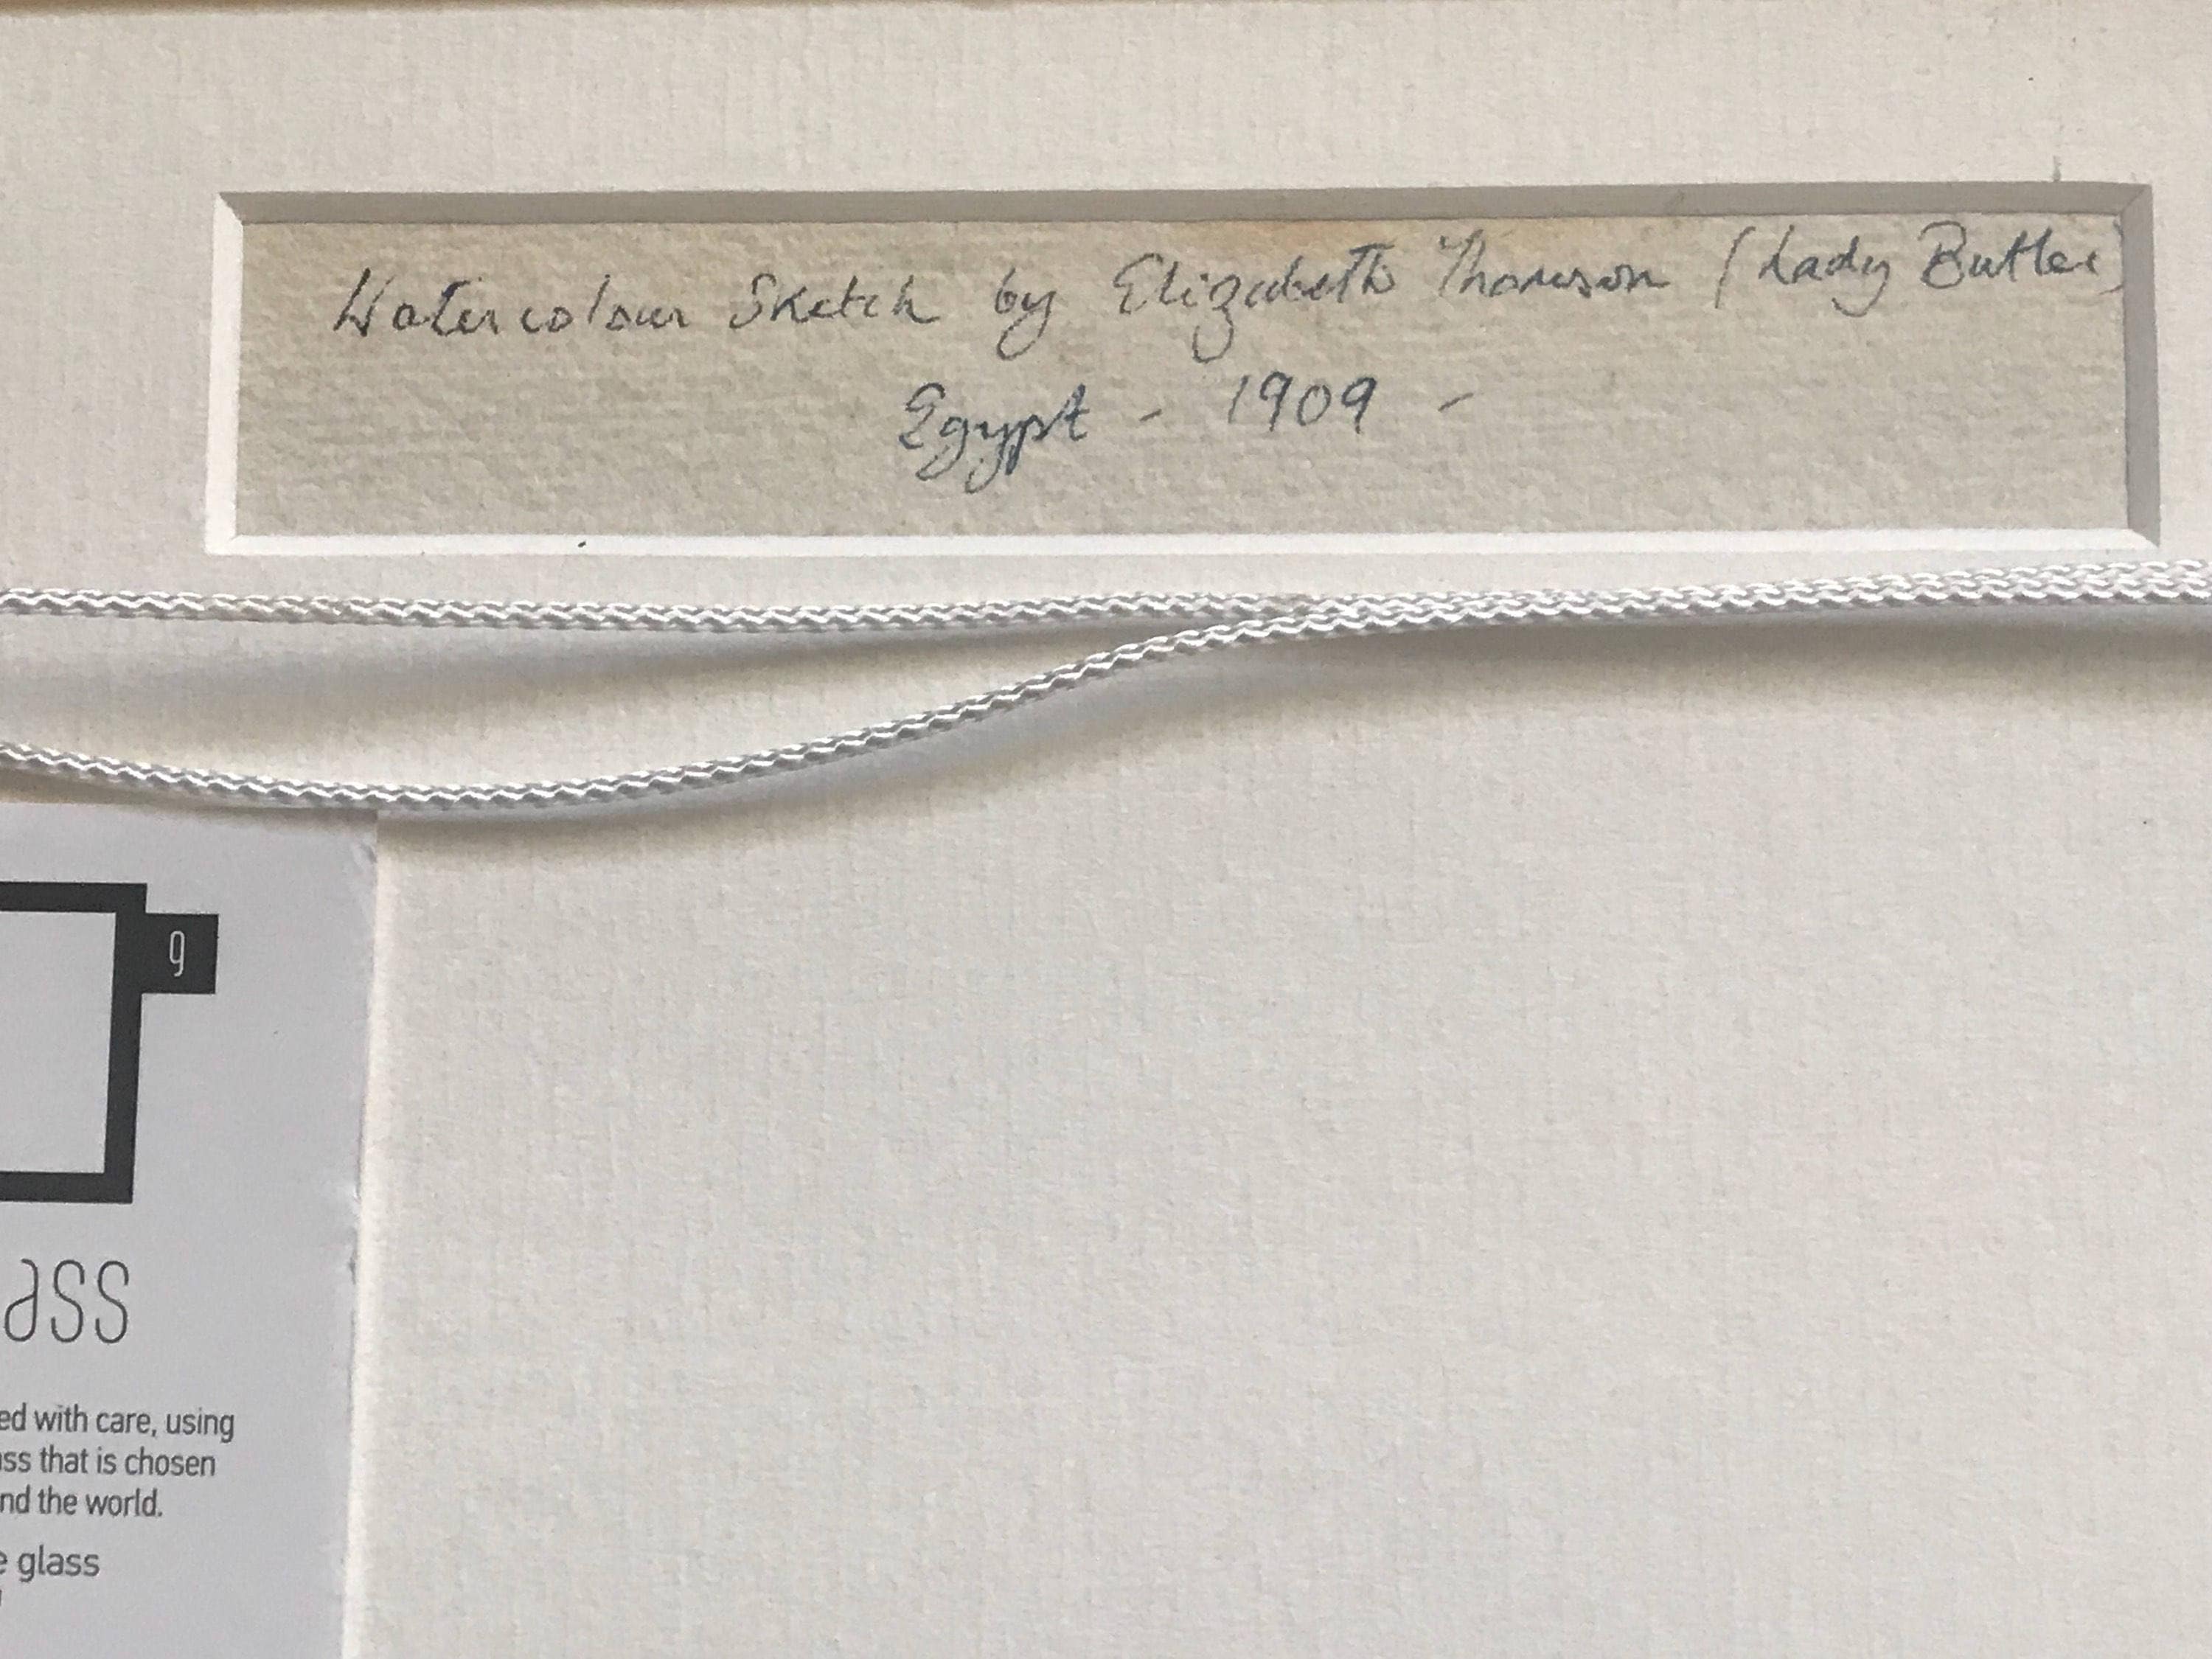 Watercolour Sketch by Elizabeth Thomson (Lady Butler)
Egypt - 1909 -
9
ass
ed with care, using
ass that is chosen
nd the world.
e glass